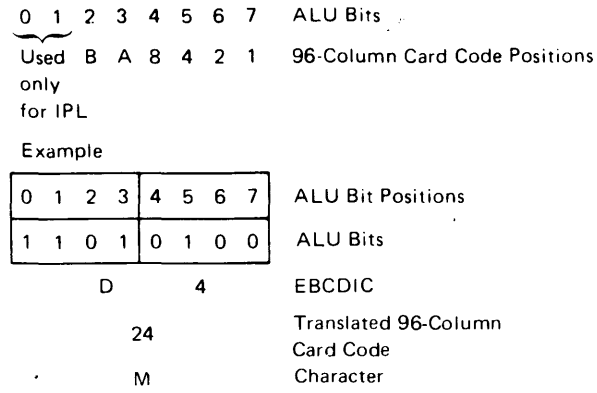 0 1 2 3 4 5 6 7 ALU Bits
Used B A 8 4 2 1 96-Column Card Code Positions
only
for IPL
Example
0 1 2 3 4 5 6 7 ALU Bit Positions
1 1 0 1 0 1 0 0 ALU Bits
D 4 EBCDIC
24 Translated 96-Column
Card Code
M Character